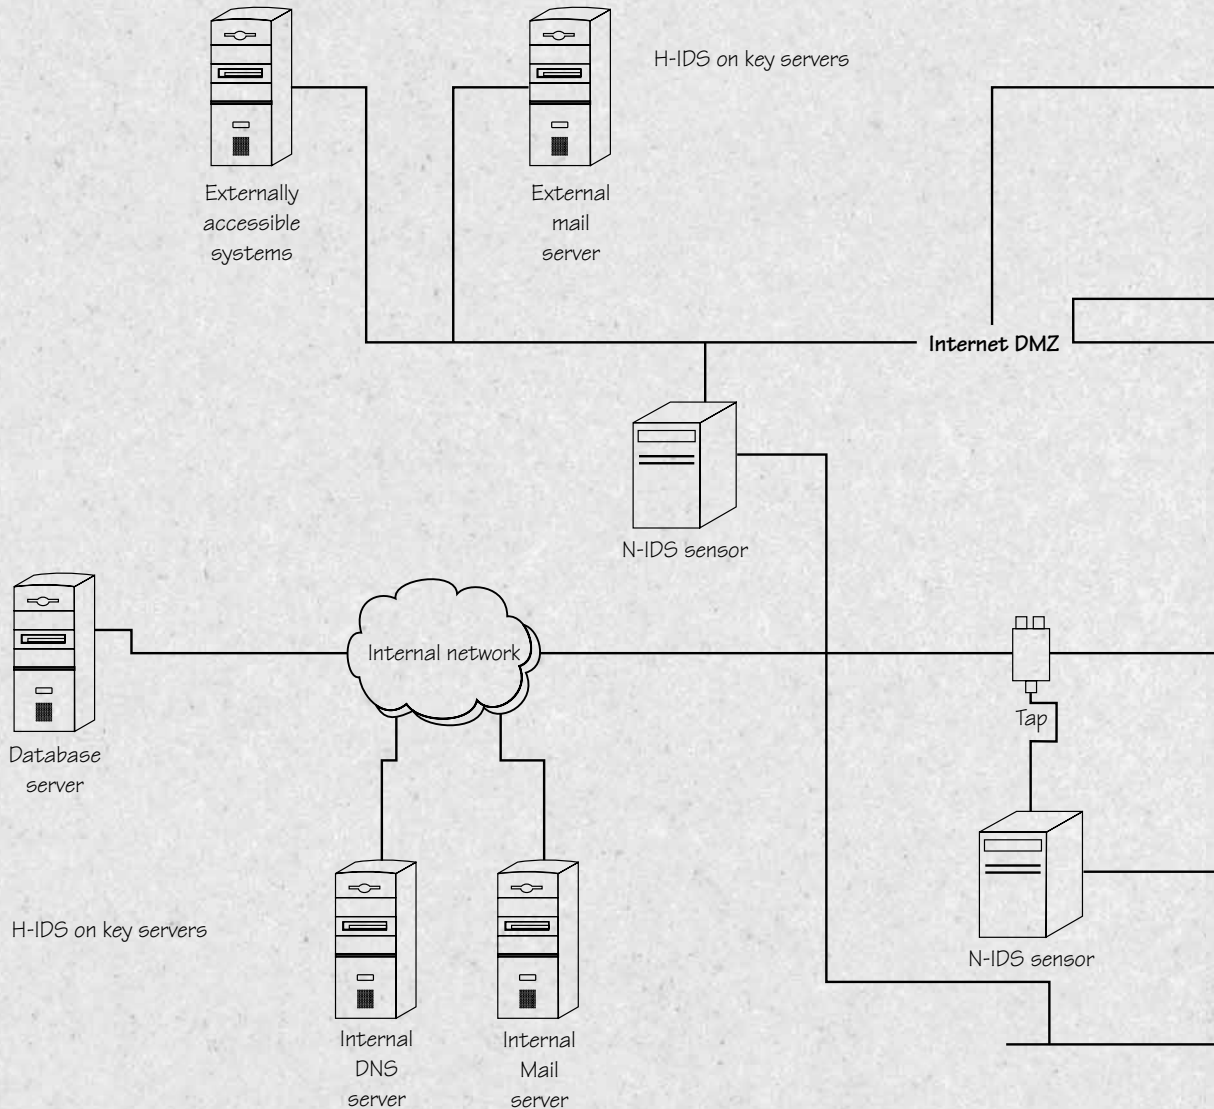 H-IDS on key servers
Externally
accessible
systems
External
mail
server
Internet DMZ
N-IDS sensor
Internal network
Tap
Database
server
H-IDS on key servers
N-IDS sensor
Internal
DNS
server
Internal
Mail
server